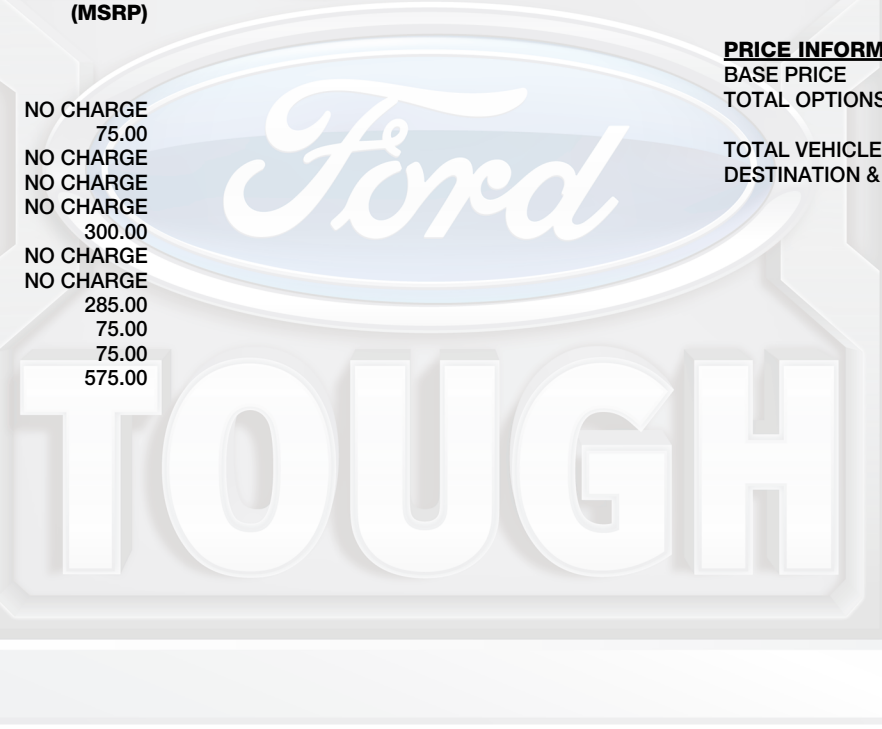 (MSRP)
NO CHARGE
75.00
NO CHARGE
NO CHARGE
NO CHARGE
300.00
NO CHARGE
NO CHARGE
285.00
75.00
75.00
575.00
PRICE INFORM
BASE PRICE
TOTAL OPTIONS
TOTAL VEHICLE
DESTINATION &
Ford
TOUGH